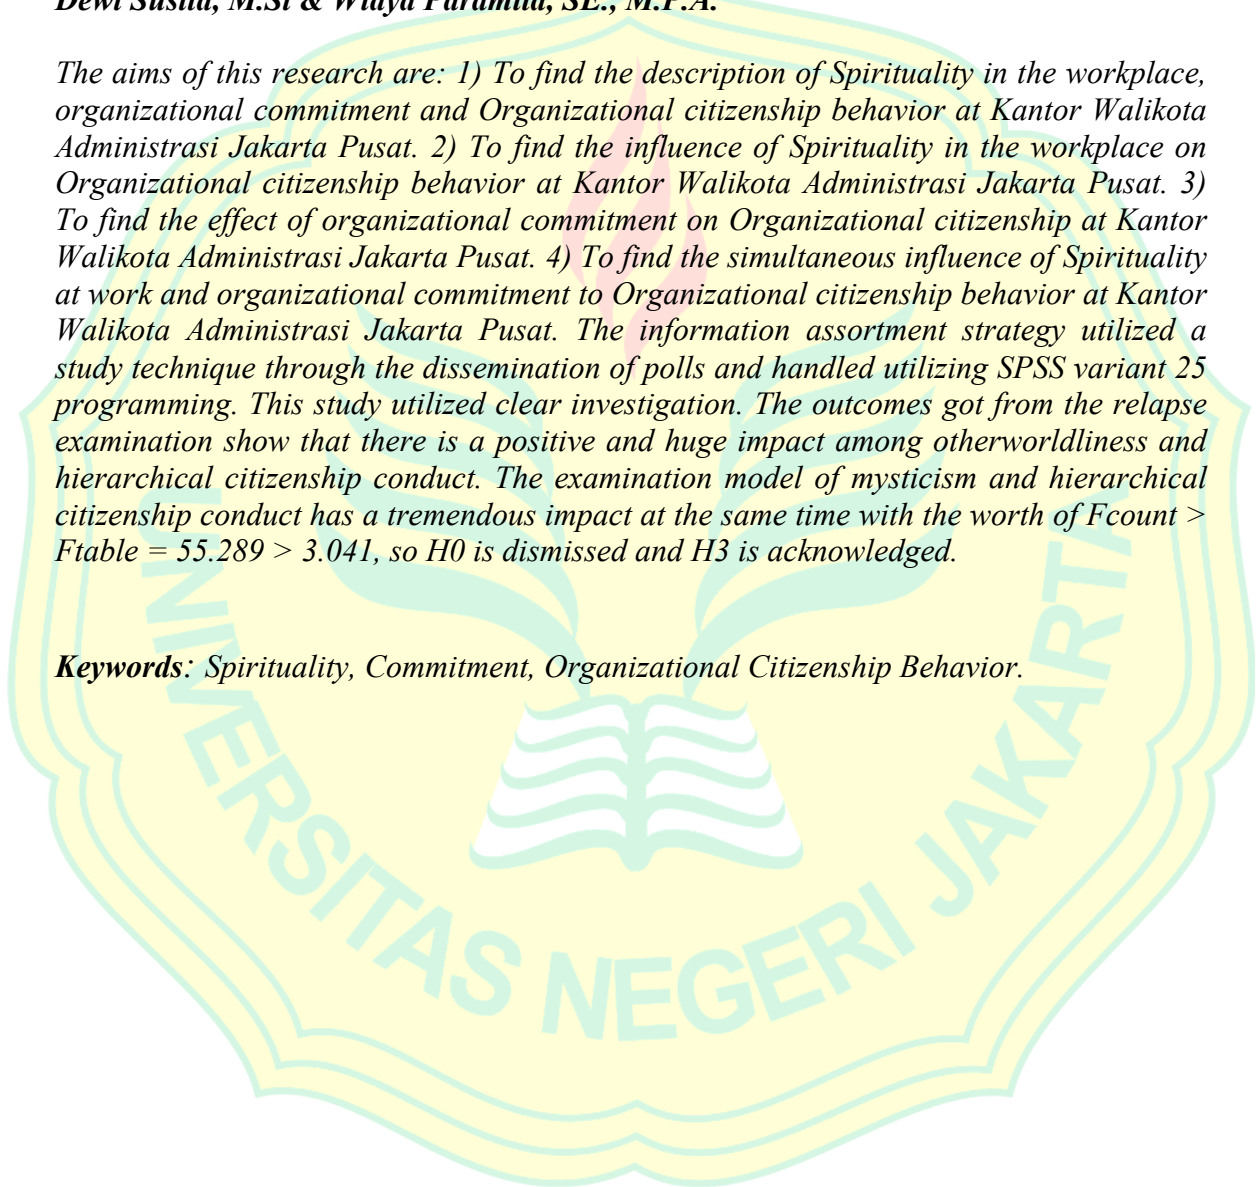 Dewi Susita, M.Si & Widya Paramita, SE., M.P.A.
The aims of this research are: 1) To find the description of Spirituality in the workplace,
organizational commitment and Organizational citizenship behavior at Kantor Walikota
Administrasi Jakarta Pusat. 2) To find the influence of Spirituality in the workplace on
Organizational citizenship behavior at Kantor Walikota Administrasi Jakarta Pusat. 3)
To find the effect of organizational commitment on Organizational citizenship at Kantor
Walikota Administrasi Jakarta Pusat. 4) To find the simultaneous influence of Spirituality
at work and organizational commitment to Organizational citizenship behavior at Kantor
Walikota Administrasi Jakarta Pusat. The information assortment strategy utilized a
study technique through the dissemination of polls and handled utilizing SPSS variant 25
programming. This study utilized clear investigation. The outcomes got from the relapse
examination show that there is a positive and huge impact among otherworldliness and
hierarchical citizenship conduct. The examination model of mysticism and hierarchical
citizenship conduct has a tremendous impact at the same time with the worth of Fcount >
Ftable = 55.289 > 3.041, so H0 is dismissed and H3 is acknowledged.
Keywords: Spirituality, Commitment, Organizational Citizenship Behavior.
UNIVERSITAS NEGERI JAKARTA